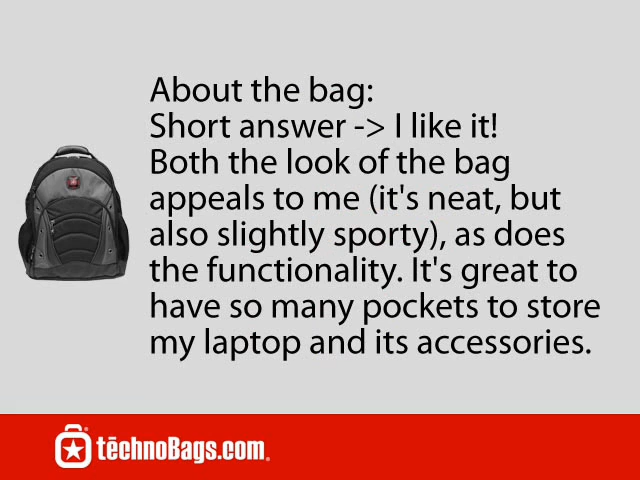 About the bag:
Short answer -> I like it!
Both the look of the bag
appeals to me (it's neat, but
also slightly sporty), as does
the functionality. It's great to
have so many pockets to store
my laptop and its accessories.
tēchnoBags.com®